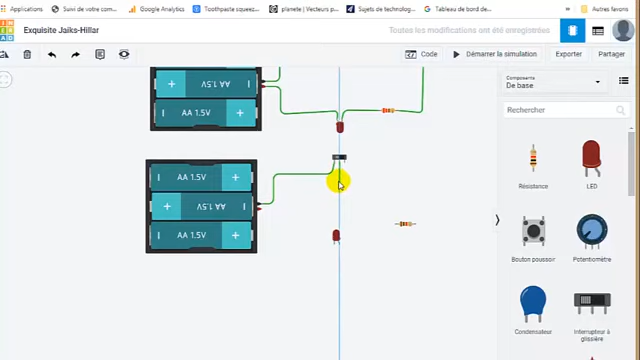 Applications
Suivi de votre comm...
Google Analytics
Toothpaste squeez...
planete | Vecteurs p...
Sujets de technolog...
Tableau de bord de...
Autres favoris
Exquisite Jaiks-Hillar
Toutes les modifications ont été enregistrées
Code
Démarrer la simulation
Exporter
Partager
Composants
De base
Rechercher
AA 1.5V
AA 1.5V
AA 1.5V
AA 1.5V
AA 1.5V
Résistance
LED
Bouton poussoir
Potentiomètre
Condensateur
Interrupteur à
glissière